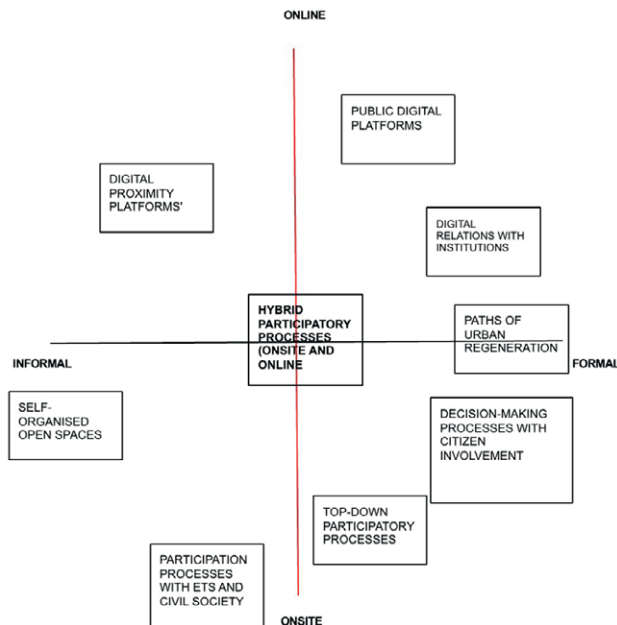 ONLINE
PUBLIC DIGITAL
PLATFORMS
DIGITAL
PROXIMITY
PLATFORMS'
DIGITAL
RELATIONS WITH
INSTITUTIONS
HYBRID
PARTICIPATORY
PROCESSES
(ONSITE AND
ONLINE
PATHS OF
URBAN
REGENERATION
INFORMAL
FORMAL
SELF-
ORGANISED
OPEN SPACES
DECISION-MAKING
PROCESSES WITH
CITIZEN
INVOLVEMENT
TOP-DOWN
PARTICIPATORY
PROCESSES
PARTICIPATION
PROCESSES
WITH ETS AND
CIVIL SOCIETY
ONSITE